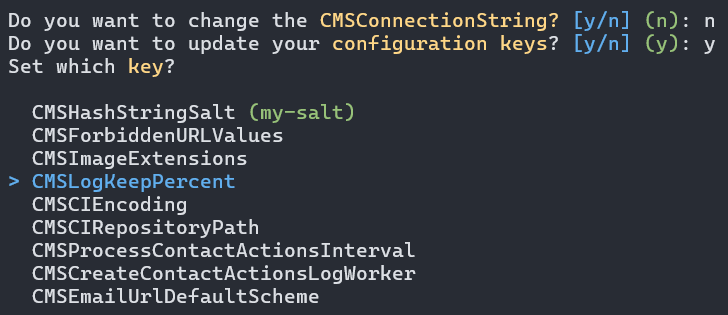 Do you want to change the CMSConnectionString? [y/n] (n): n
Do you want to update your configuration keys? [y/n] (y): y
Set which key?
CMSHashStringSalt (my-salt)
CMSForbiddenURLValues
CMSImageExtensions
> CMSLogKeepPercent
CMSCIEncoding
CMSCIRepositoryPath
CMSProcessContactActionsInterval
CMSCreateContactActionsLogWorker
CMSEmailUrlDefaultScheme